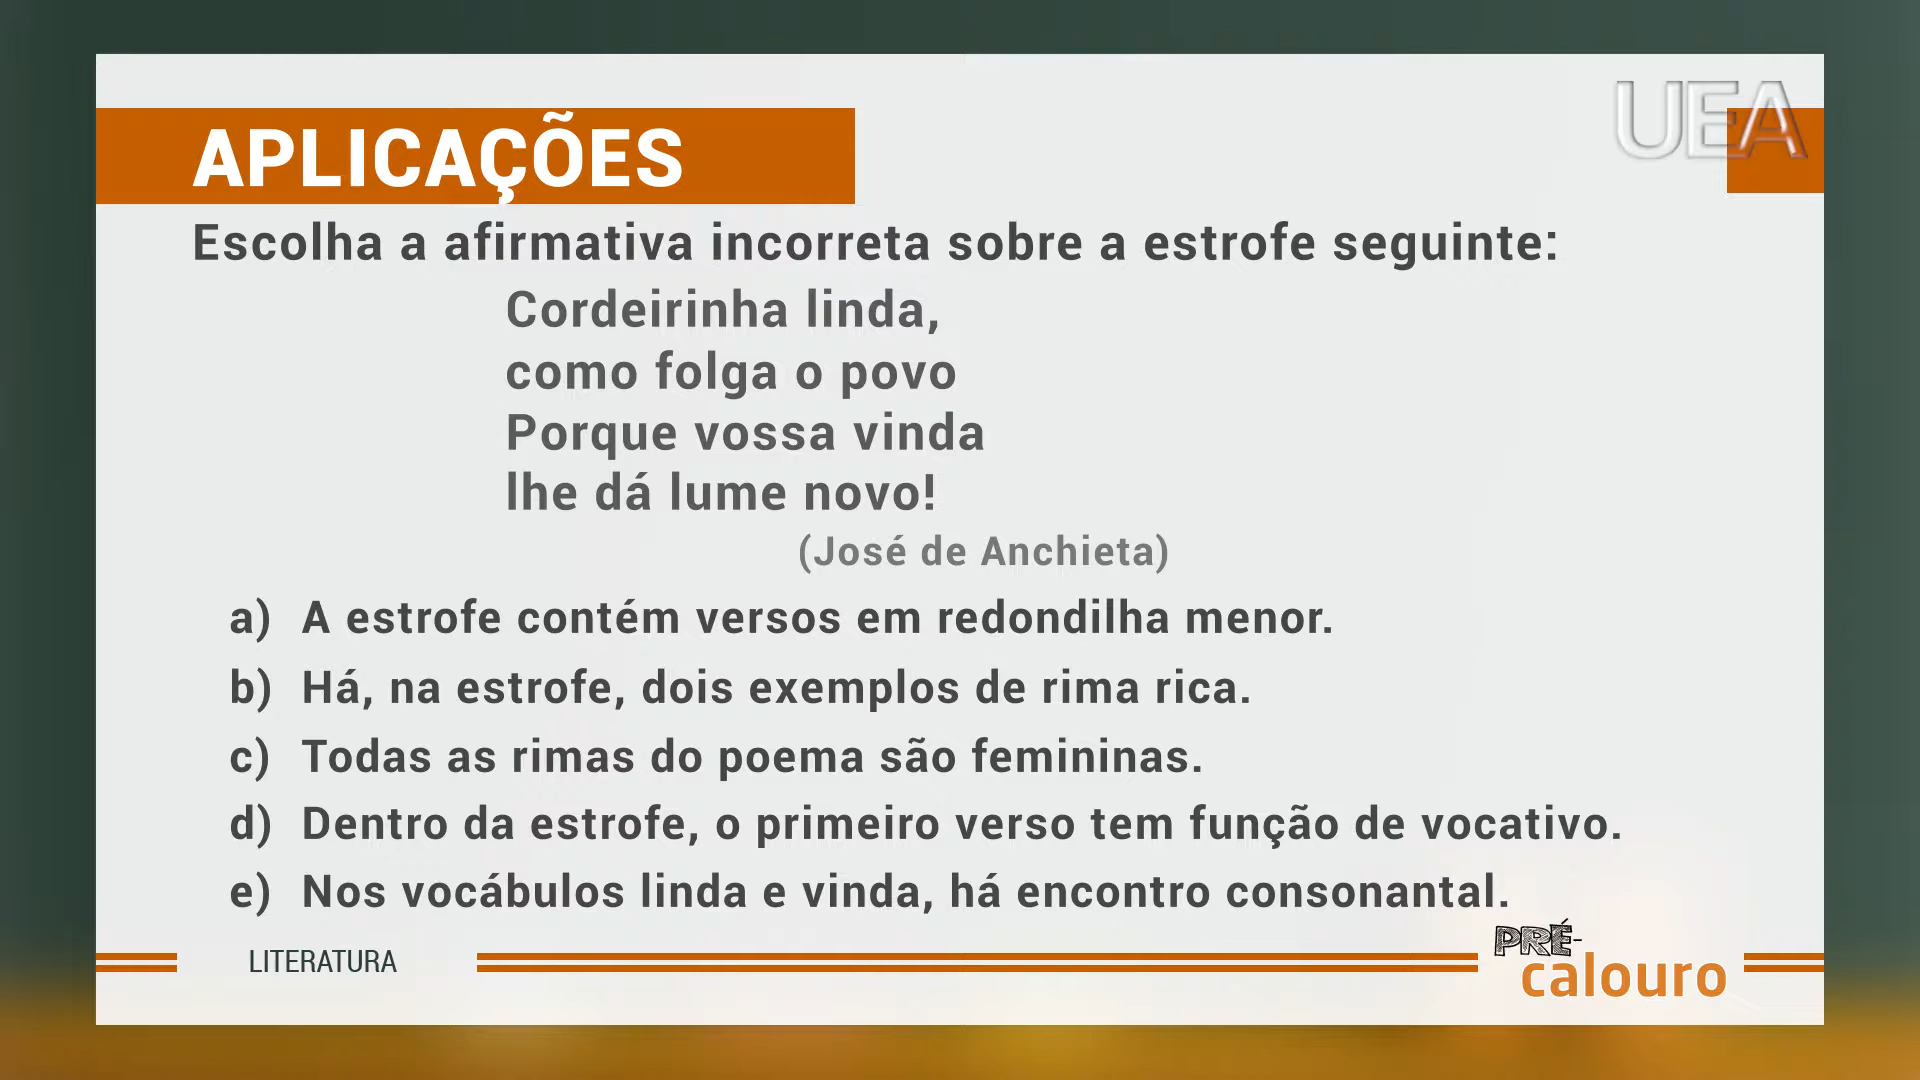 UEA
APLICAÇÕES
Escolha a afirmativa incorreta sobre a estrofe seguinte:
Cordeirinha linda,
como folga o povo
Porque vossa vinda
lhe dá lume novo!
(José de Anchieta)
a) A estrofe contém versos em redondilha menor.
b) Há, na estrofe, dois exemplos de rima rica.
c) Todas as rimas do poema são femininas.
d) Dentro da estrofe, o primeiro verso tem função de vocativo.
e) Nos vocábulos linda e vinda, há encontro consonantal.
LITERATURA
PRÉ-
calouro